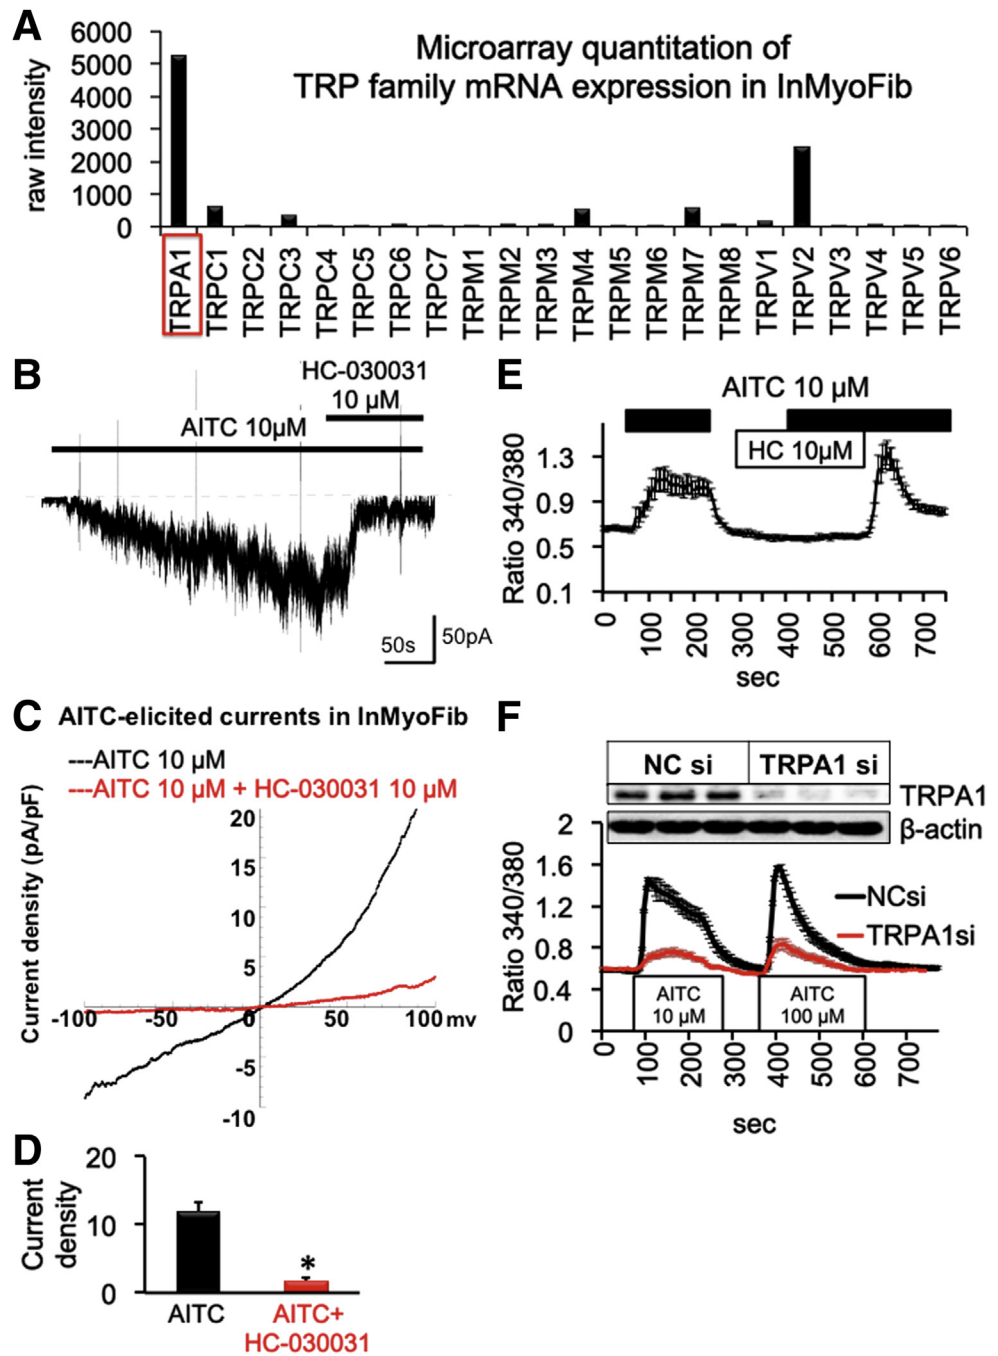 A
Microarray quantitation of
TRP family mRNA expression in InMyoFib
raw intensity
6000
5000
4000
3000
2000
1000
0
TRPA1
TRPC1
TRPC2
TRPC3
TRPC4
TRPC5
TRPC6
TRPC7
TRPM1
TRPM2
TRPM3
TRPM4
TRPM5
TRPM6
TRPM7
TRPM8
TRPV1
TRPV2
TRPV3
TRPV4
TRPV5
TRPV6
B
HC-030031
10 μM
AITC 10μM
50s
50pA
C
AITC-elicited currents in InMyoFib
---AITC 10 μM
---AITC 10 μM + HC-030031 10 μM
Current density (pA/pF)
20
15
10
5
-100 -50 0 50 100 mv
-5
-10
D
Current
density
20
10
0
*
AITC
AITC+
HC-030031
E
AITC 10 μM
HC 10μM
Ratio 340/380
1.3
0.9
0.5
0.1
0 100 200 300 400 500 600 700
sec
F
NC si TRPA1 si
TRPA1
β-actin
Ratio 340/380
2
1.6
1.2
0.8
0.4
0
NCsi
TRPA1si
AITC
10 μM
AITC
100 μM
0 100 200 300 400 500 600 700
sec